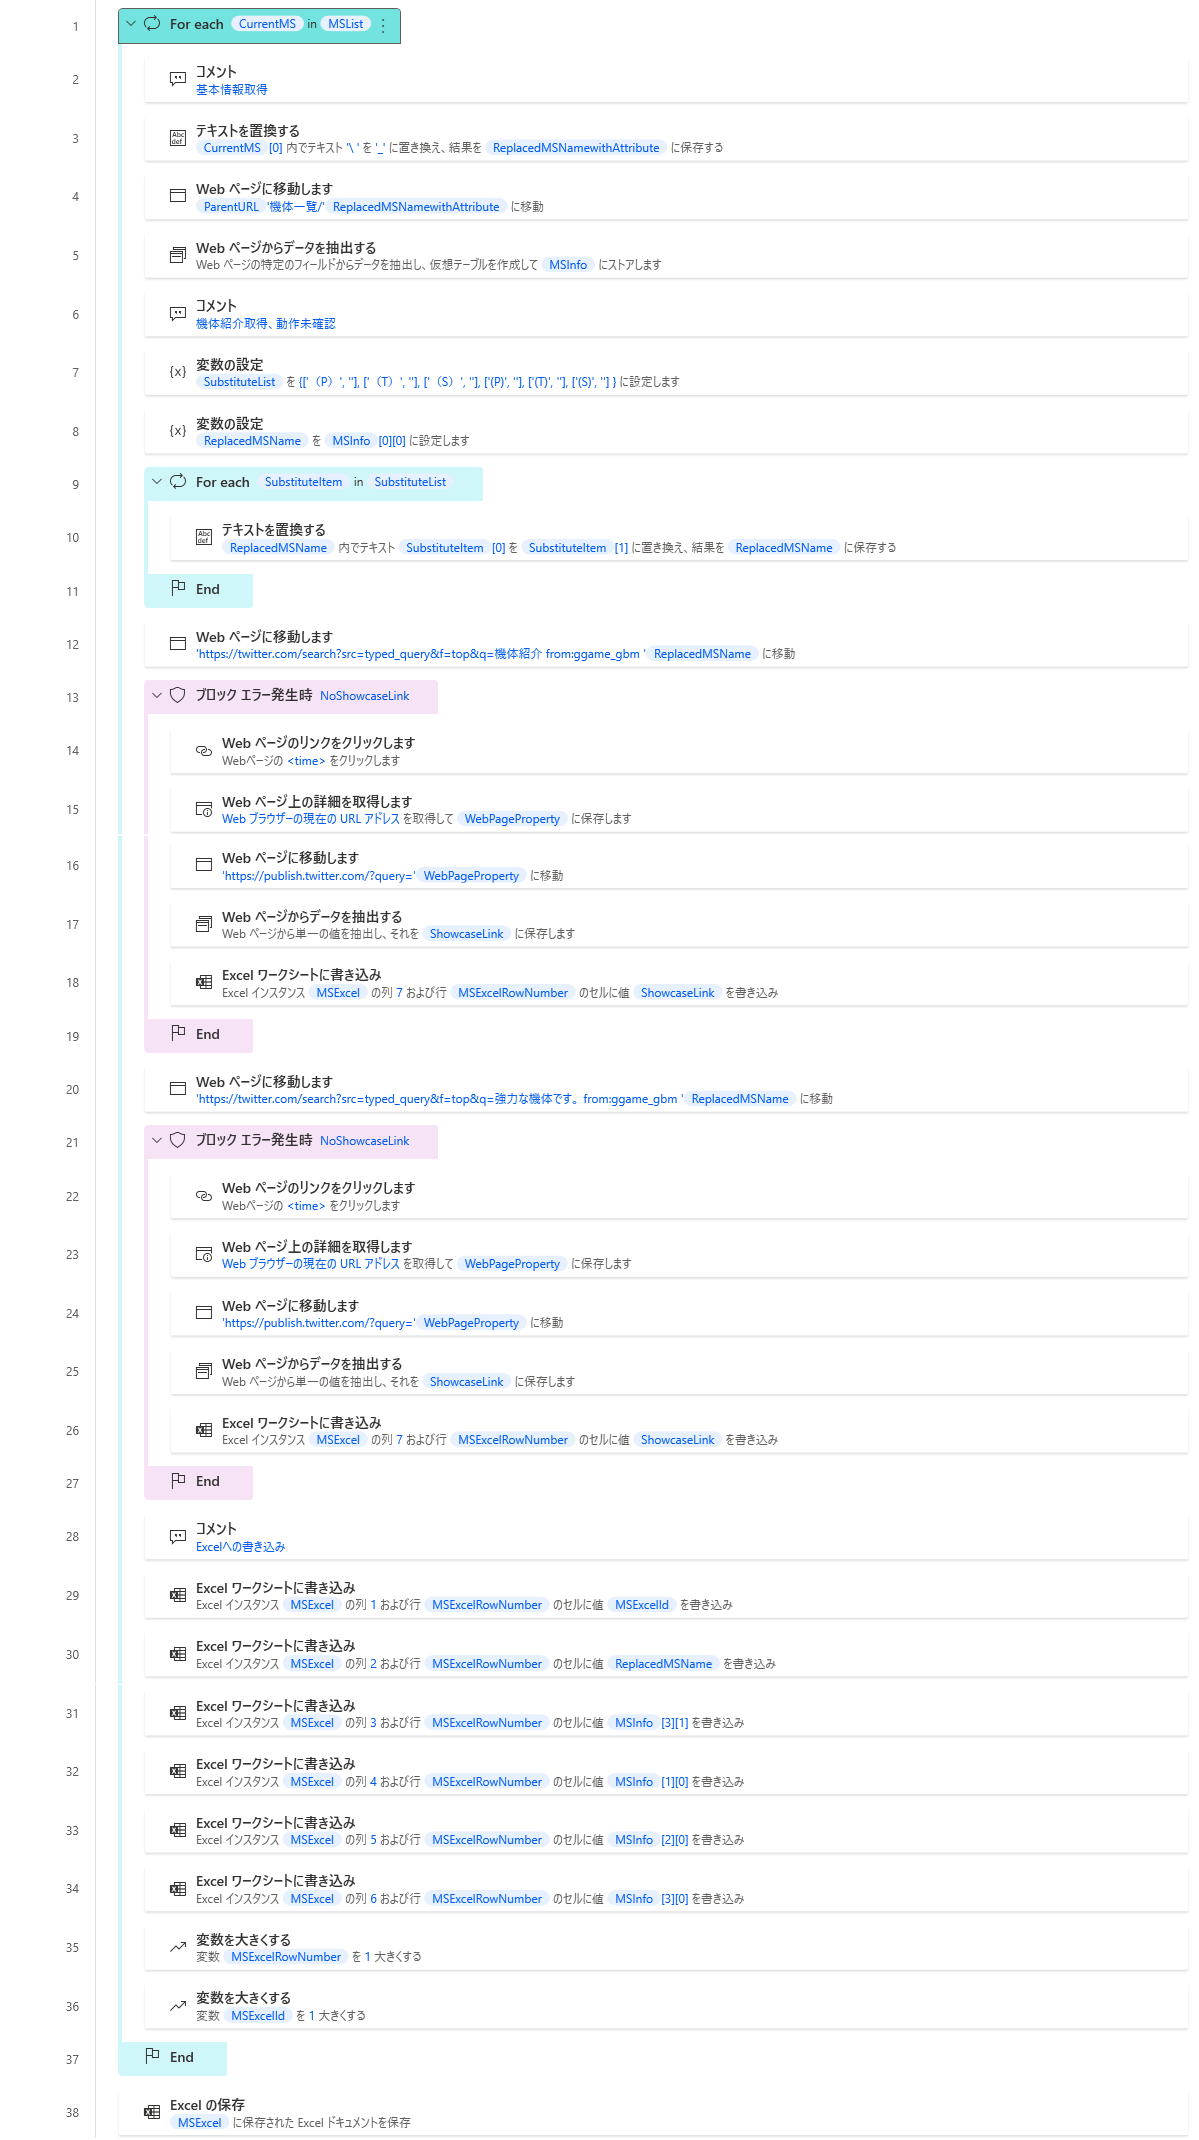 1 For each CurrentMS in MSList
2 コメント
基本情報取得
3 テキストを置換する
CurrentMS [0] 内でテキスト '\ ' を '_' に置き換え、結果を ReplacedMSNamewithAttribute に保存する
4 Web ページに移動します
ParentURL '機体一覧/' ReplacedMSNamewithAttribute に移動
5 Web ページからデータを抽出する
Web ページの特定のフィールドからデータを抽出し、仮想テーブルを作成して MSInfo にストアします
6 コメント
機体紹介取得、動作未確認
7 変数の設定
SubstituteList を {['（P）', ''], ['（T）', ''], ['（S）', ''], ['(P)', ''], ['(T)', ''], ['(S)', ''] } に設定します
8 変数の設定
ReplacedMSName を MSInfo [0][0] に設定します
9 For each SubstituteItem in SubstituteList
10 テキストを置換する
ReplacedMSName 内でテキスト SubstituteItem [0] を SubstituteItem [1] に置き換え、結果を ReplacedMSName に保存する
11 End
12 Web ページに移動します
'https://twitter.com/search?src=typed_query&f=top&q=機体紹介 from:ggame_gbm ' ReplacedMSName に移動
13 ブロック エラー発生時 NoShowcaseLink
14 Web ページのリンクをクリックします
Webページの <time> をクリックします
15 Web ページ上の詳細を取得します
Web ブラウザーの現在の URL アドレス を取得して WebPageProperty に保存します
16 Web ページに移動します
'https://publish.twitter.com/?query=' WebPageProperty に移動
17 Web ページからデータを抽出する
Web ページから単一の値を抽出し、それを ShowcaseLink に保存します
18 Excel ワークシートに書き込み
Excel インスタンス MSExcel の列 7 および行 MSExcelRowNumber のセルに値 ShowcaseLink を書き込み
19 End
20 Web ページに移動します
'https://twitter.com/search?src=typed_query&f=top&q=強力な機体です。 from:ggame_gbm ' ReplacedMSName に移動
21 ブロック エラー発生時 NoShowcaseLink
22 Web ページのリンクをクリックします
Webページの <time> をクリックします
23 Web ページ上の詳細を取得します
Web ブラウザーの現在の URL アドレス を取得して WebPageProperty に保存します
24 Web ページに移動します
'https://publish.twitter.com/?query=' WebPageProperty に移動
25 Web ページからデータを抽出する
Web ページから単一の値を抽出し、それを ShowcaseLink に保存します
26 Excel ワークシートに書き込み
Excel インスタンス MSExcel の列 7 および行 MSExcelRowNumber のセルに値 ShowcaseLink を書き込み
27 End
28 コメント
Excelへの書き込み
29 Excel ワークシートに書き込み
Excel インスタンス MSExcel の列 1 および行 MSExcelRowNumber のセルに値 MSExcelId を書き込み
30 Excel ワークシートに書き込み
Excel インスタンス MSExcel の列 2 および行 MSExcelRowNumber のセルに値 ReplacedMSName を書き込み
31 Excel ワークシートに書き込み
Excel インスタンス MSExcel の列 3 および行 MSExcelRowNumber のセルに値 MSInfo [3][1] を書き込み
32 Excel ワークシートに書き込み
Excel インスタンス MSExcel の列 4 および行 MSExcelRowNumber のセルに値 MSInfo [1][0] を書き込み
33 Excel ワークシートに書き込み
Excel インスタンス MSExcel の列 5 および行 MSExcelRowNumber のセルに値 MSInfo [2][0] を書き込み
34 Excel ワークシートに書き込み
Excel インスタンス MSExcel の列 6 および行 MSExcelRowNumber のセルに値 MSInfo [3][0] を書き込み
35 変数を大きくする
変数 MSExcelRowNumber を 1 大きくする
36 変数を大きくする
変数 MSExcelId を 1 大きくする
37 End
38 Excel の保存
MSExcel に保存された Excel ドキュメントを保存